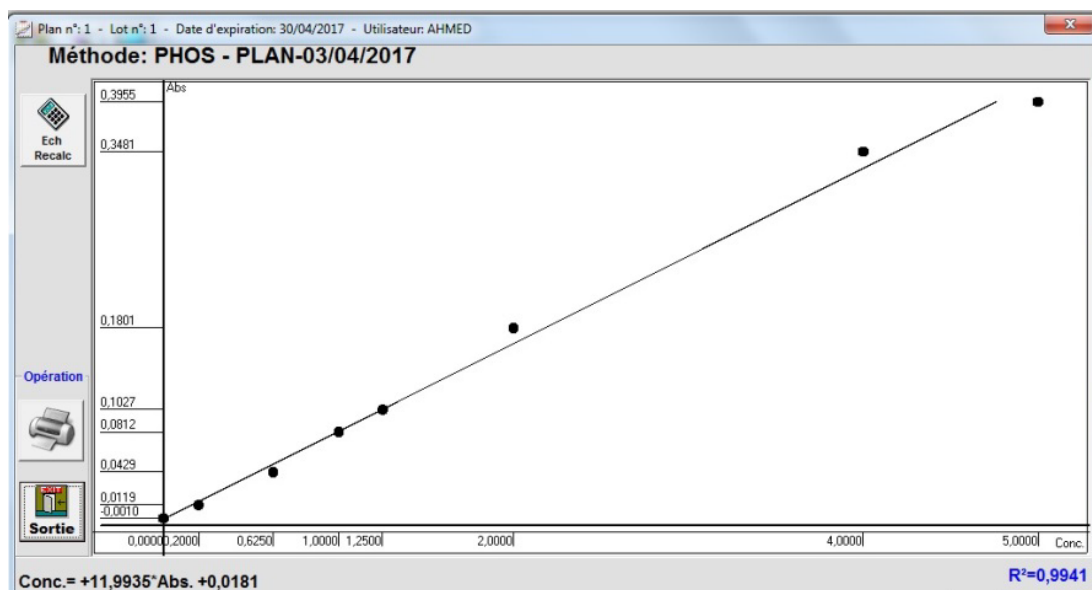 Plan n°: 1 - Lot n°: 1 - Date d'expiration: 30/04/2017 - Utilisateur: AHMED
Méthode: PHOS - PLAN-03/04/2017
Ech
Recalc
Opération
EXIT
Sortie
Abs
0,3955
0,3481
0,1801
0,1027
0,0812
0,0429
0,0119
-0,0010
0,0000 0,2000 0,6250 1,0000 1,2500 2,0000 4,0000 5,0000 Conc.
Conc.= +11,9935*Abs. +0,0181
R²=0,9941